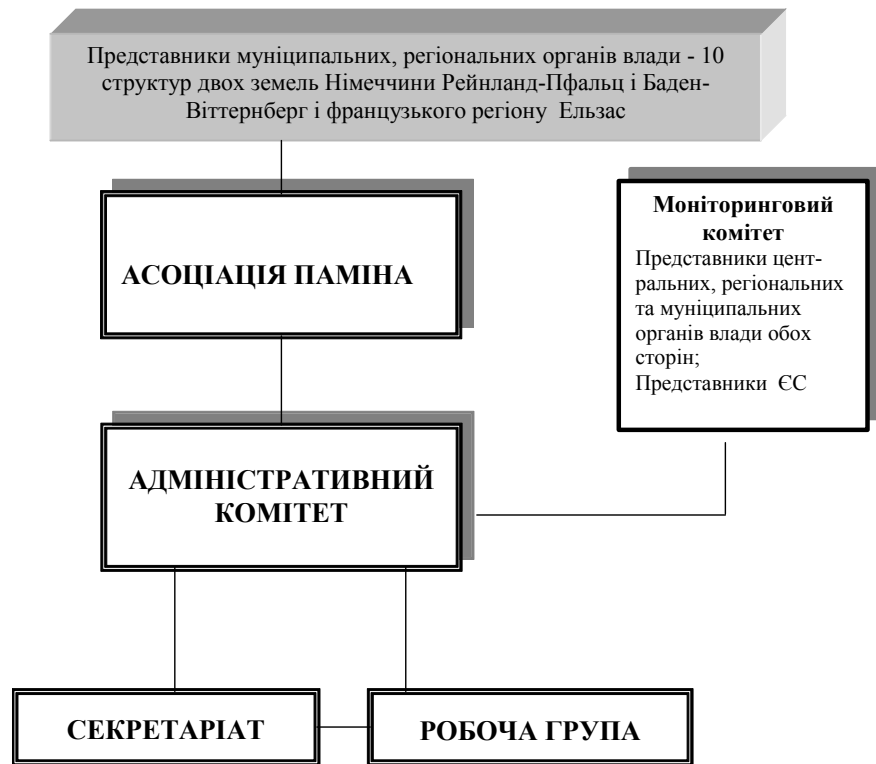 Представники муніципальних, регіональних органів влади - 10
структур двох земель Німеччини Рейнланд-Пфальц і Баден-
Віттернберг і французького регіону Ельзас
АСОЦІАЦІЯ ПАМІНА
Моніторинговий
комітет
Представники цент-
ральних, регіональних
та муніципальних
органів влади обох
сторін;
Представники ЄС
АДМІНІСТРАТИВНИЙ
КОМІТЕТ
СЕКРЕТАРІАТ
РОБОЧА ГРУПА